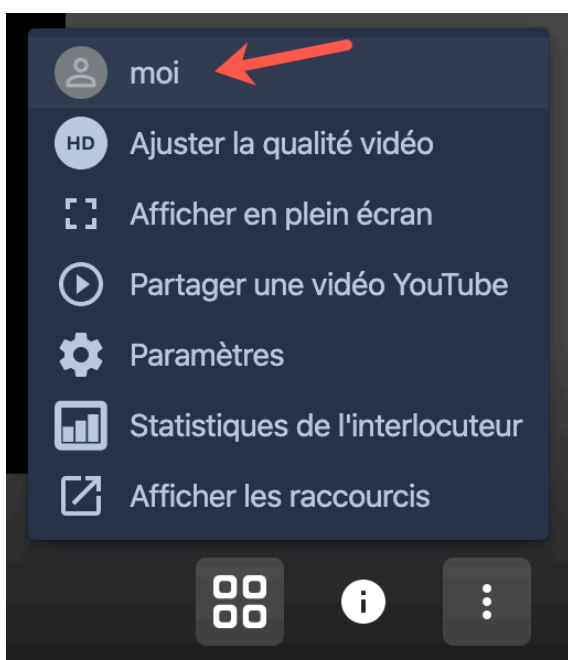 moi
HD Ajuster la qualité vidéo
Afficher en plein écran
Partager une vidéo YouTube
Paramètres
Statistiques de l'interlocuteur
Afficher les raccourcis